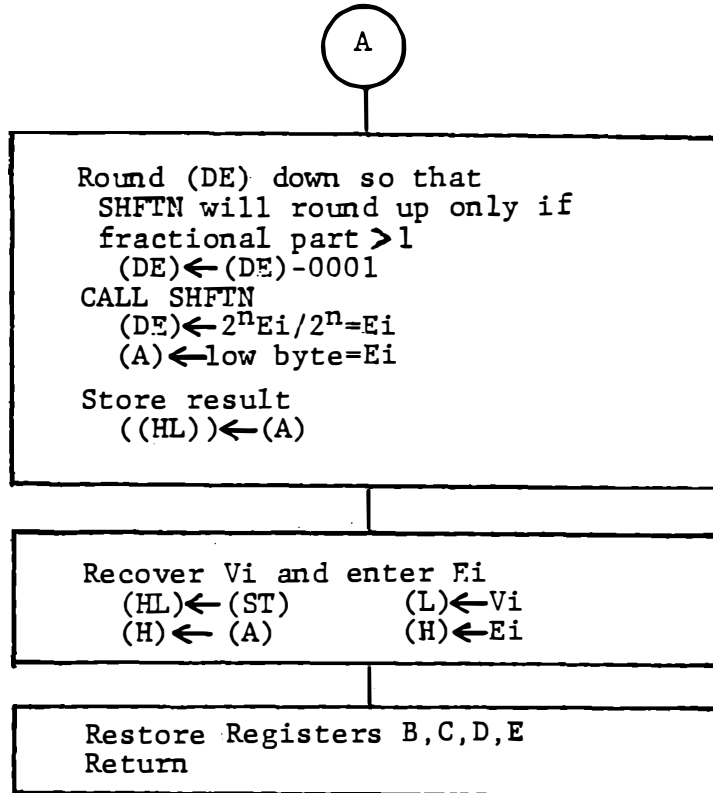 A
Round (DE) down so that
SHFTN will round up only if
fractional part >1
(DE)←(DE)-0001
CALL SHFTN
(DE)←2ⁿEi/2ⁿ=Ei
(A)←low byte=Ei
Store result
((HL))←(A)
Recover Vi and enter Ei
(HL)←(ST) (L)←Vi
(H)← (A) (H)←Ei
Restore Registers B,C,D,E
Return